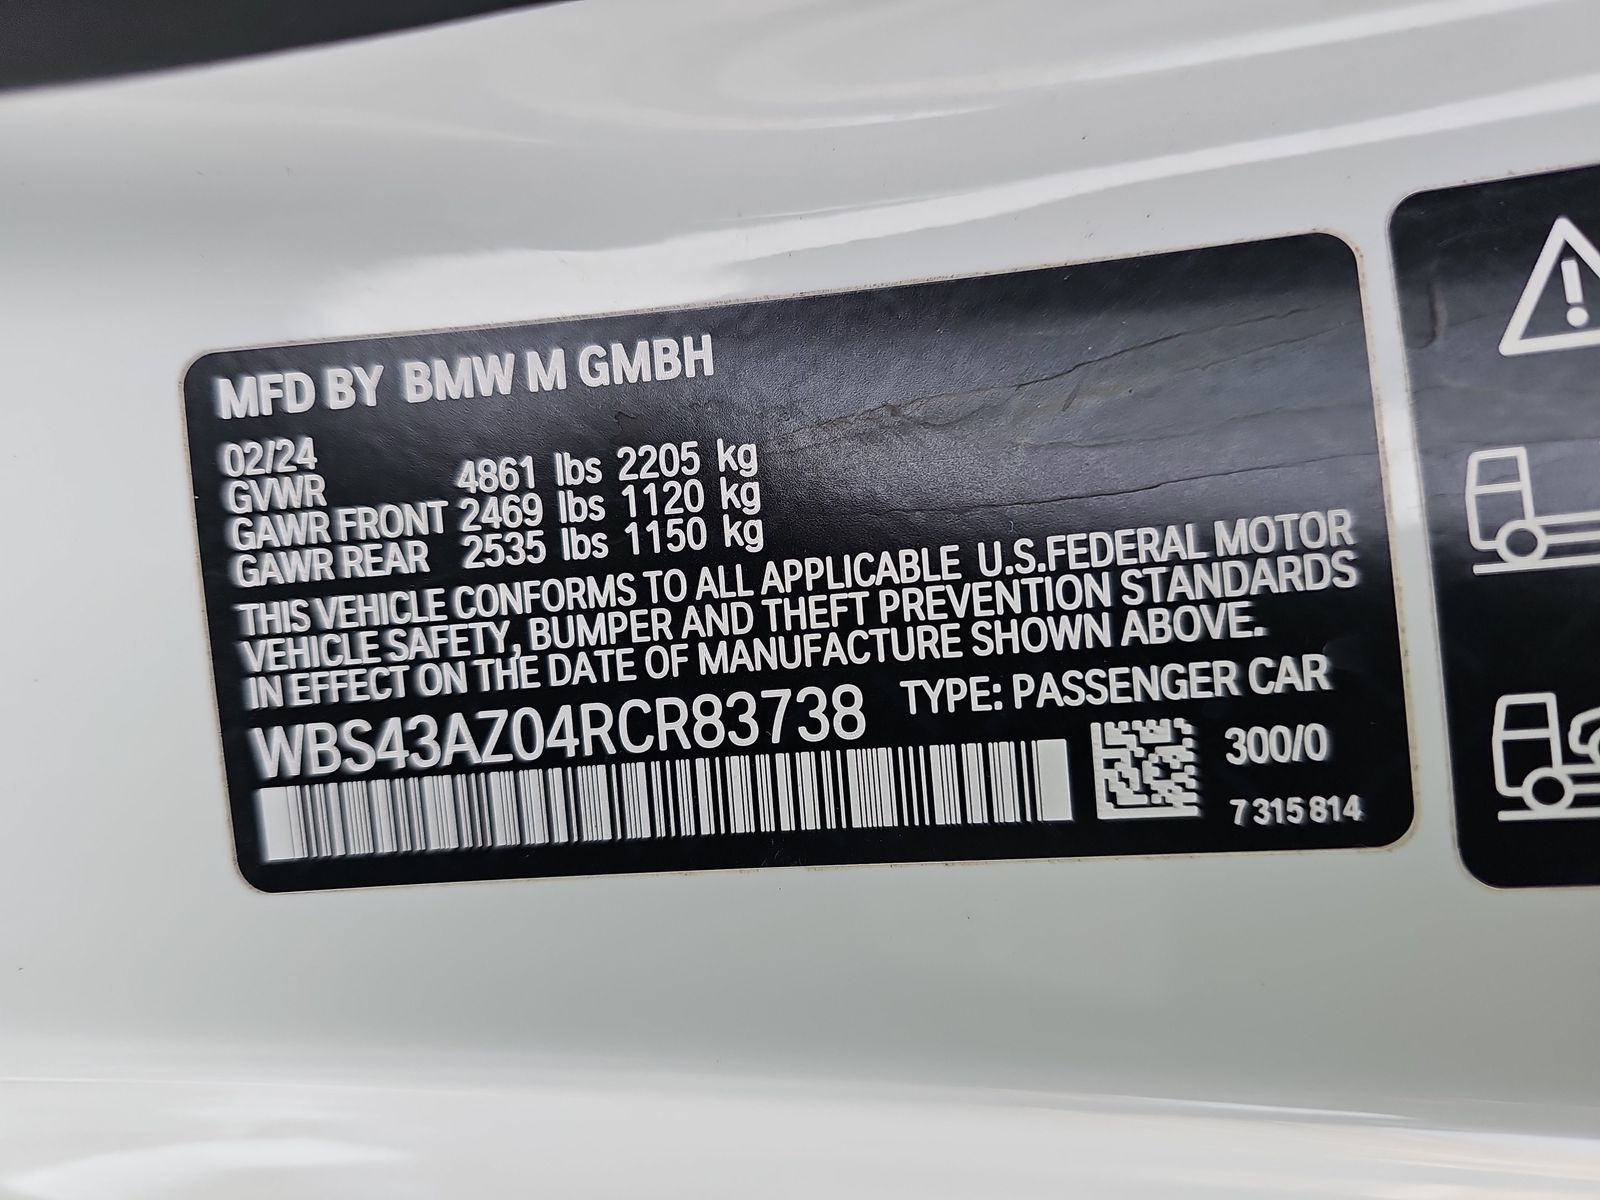 MFD BY BMW M GMBH
02/24
GVWR 4861 lbs 2205 kg
GAWR FRONT 2469 lbs 1120 kg
GAWR REAR 2535 lbs 1150 kg
THIS VEHICLE CONFORMS TO ALL APPLICABLE U.S.FEDERAL MOTOR
VEHICLE SAFETY, BUMPER AND THEFT PREVENTION STANDARDS
IN EFFECT ON THE DATE OF MANUFACTURE SHOWN ABOVE.
WBS43AZ04RCR83738 TYPE: PASSENGER CAR
300/0
7 315 814